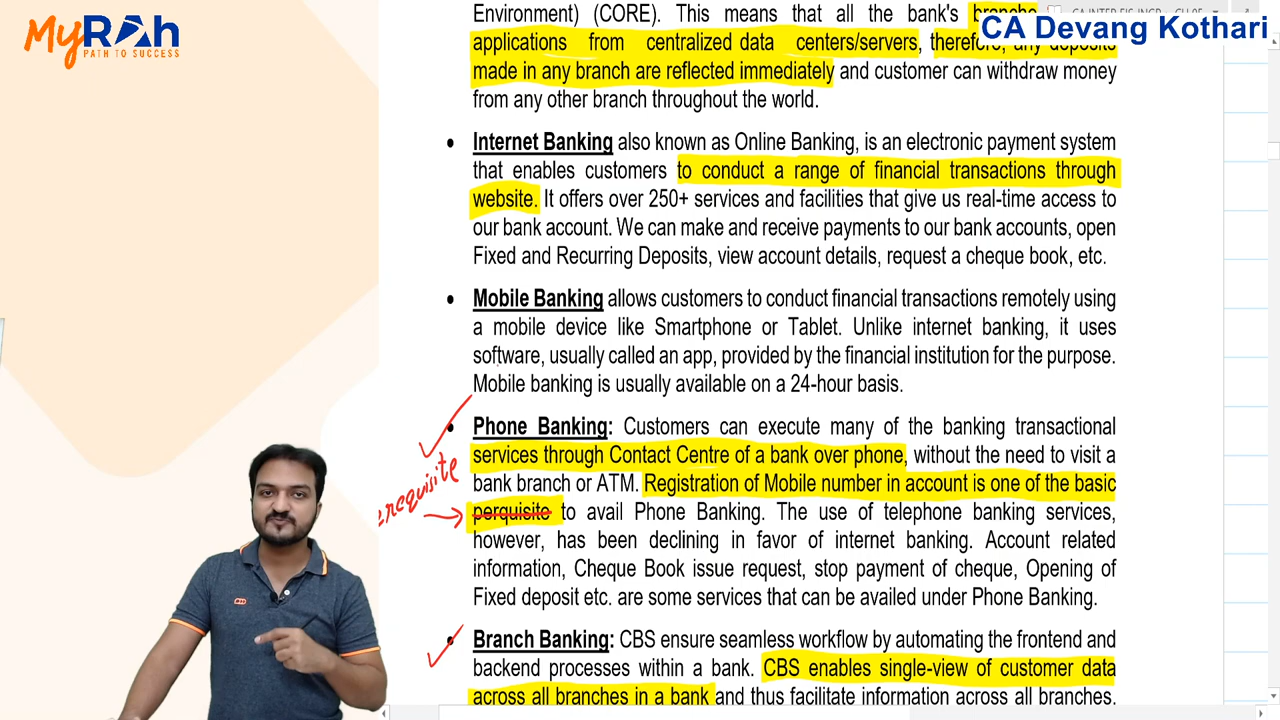 MyRAh
PATH TO SUCCESS
CA Devang Kothari
Environment) (CORE). This means that all the bank's branche
applications from centralized data centers/servers, therefore, any deposits
made in any branch are reflected immediately and customer can withdraw money
from any other branch throughout the world.
• Internet Banking also known as Online Banking, is an electronic payment system
that enables customers to conduct a range of financial transactions through
website. It offers over 250+ services and facilities that give us real-time access to
our bank account. We can make and receive payments to our bank accounts, open
Fixed and Recurring Deposits, view account details, request a cheque book, etc.
• Mobile Banking allows customers to conduct financial transactions remotely using
a mobile device like Smartphone or Tablet. Unlike internet banking, it uses
software, usually called an app, provided by the financial institution for the purpose.
Mobile banking is usually available on a 24-hour basis.
• Phone Banking: Customers can execute many of the banking transactional
services through Contact Centre of a bank over phone, without the need to visit a
bank branch or ATM. Registration of Mobile number in account is one of the basic
erequisite
perquisite to avail Phone Banking. The use of telephone banking services,
however, has been declining in favor of internet banking. Account related
information, Cheque Book issue request, stop payment of cheque, Opening of
Fixed deposit etc. are some services that can be availed under Phone Banking.
• Branch Banking: CBS ensure seamless workflow by automating the frontend and
backend processes within a bank. CBS enables single-view of customer data
across all branches in a bank and thus facilitate information across all branches.